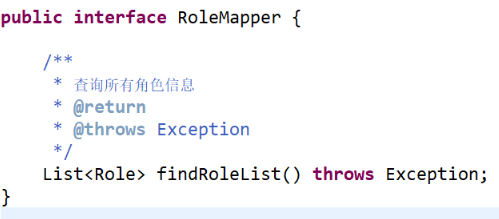 public interface RoleMapper {
/**
* 查询所有角色信息
* @return
* @throws Exception
*/
List<Role> findRoleList() throws Exception;
}